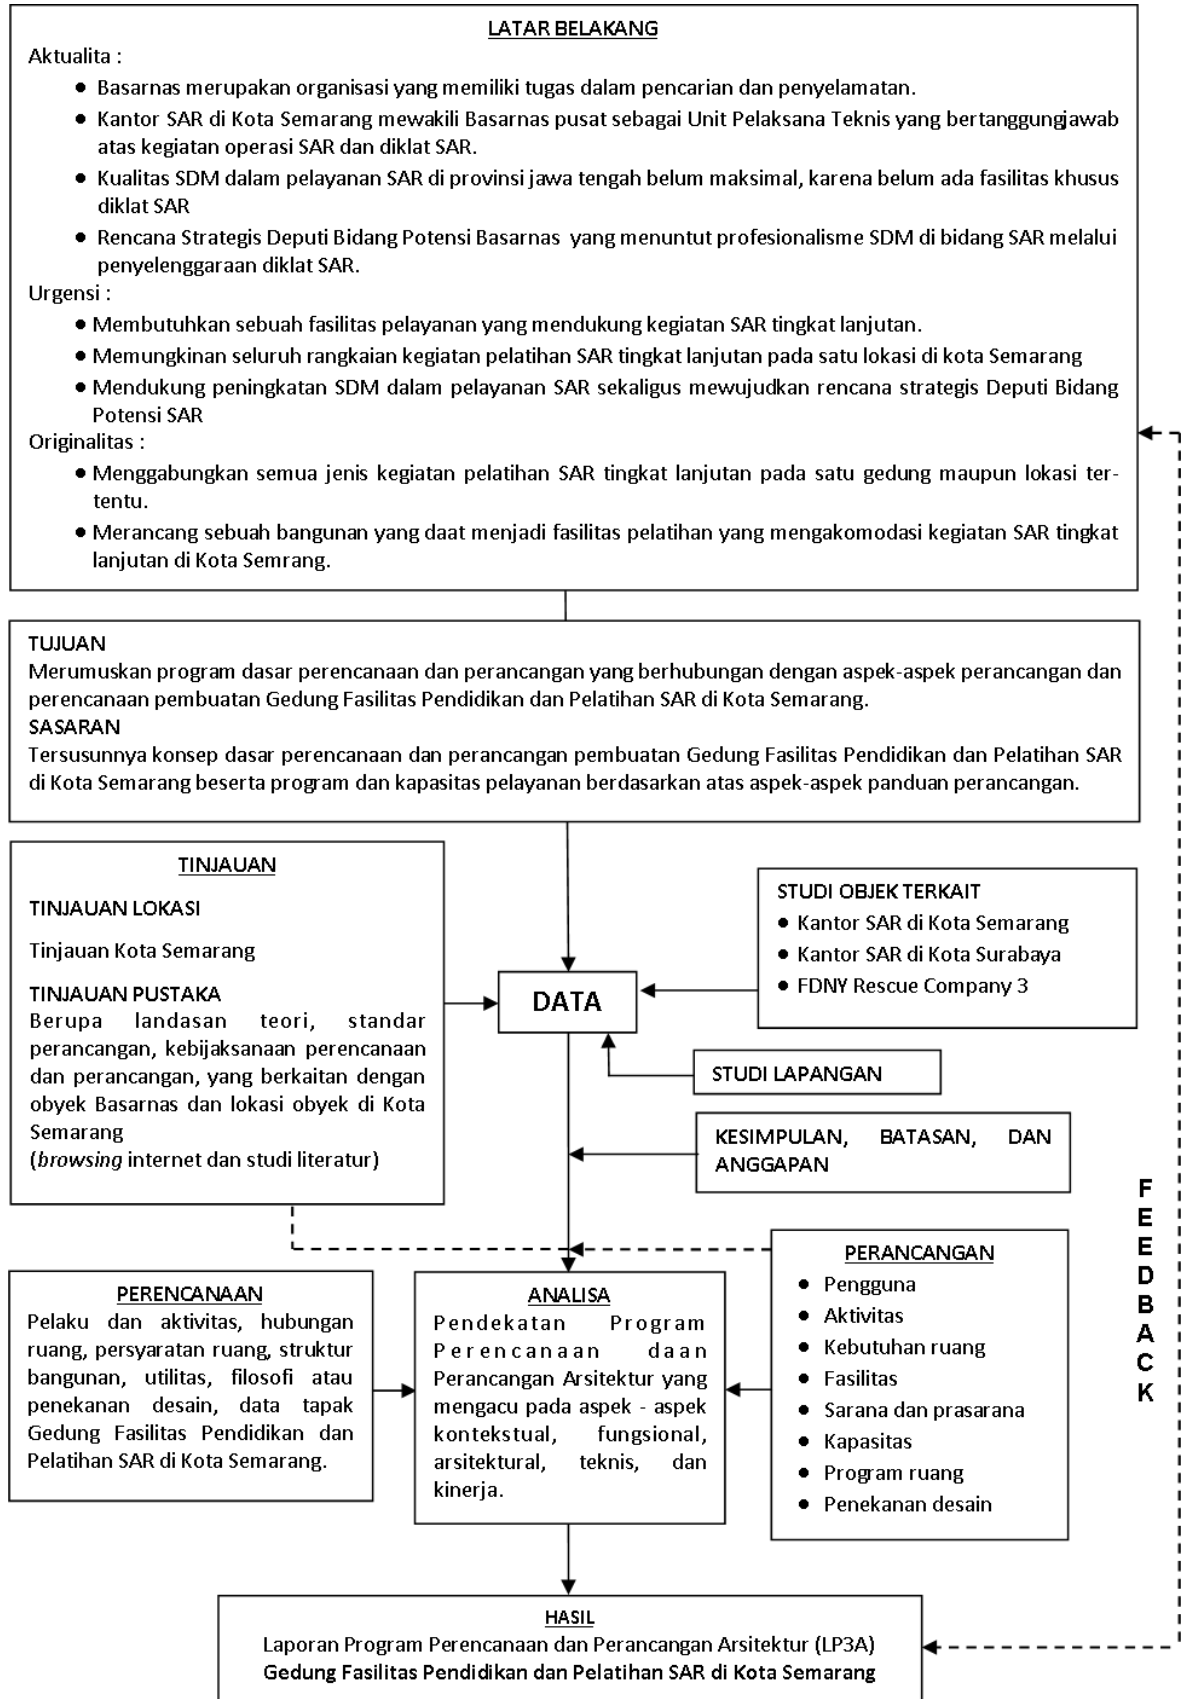 LATAR BELAKANG
Aktualita :
● Basarnas merupakan organisasi yang memiliki tugas dalam pencarian dan penyelamatan.
● Kantor SAR di Kota Semarang mewakili Basarnas pusat sebagai Unit Pelaksana Teknis yang bertanggungjawab
atas kegiatan operasi SAR dan diklat SAR.
● Kualitas SDM dalam pelayanan SAR di provinsi jawa tengah belum maksimal, karena belum ada fasilitas khusus
diklat SAR
● Rencana Strategis Deputi Bidang Potensi Basarnas yang menuntut profesionalisme SDM di bidang SAR melalui
penyelenggaraan diklat SAR.
Urgensi :
● Membutuhkan sebuah fasilitas pelayanan yang mendukung kegiatan SAR tingkat lanjutan.
● Memungkinan seluruh rangkaian kegiatan pelatihan SAR tingkat lanjutan pada satu lokasi di kota Semarang
● Mendukung peningkatan SDM dalam pelayanan SAR sekaligus mewujudkan rencana strategis Deputi Bidang
Potensi SAR
Originalitas :
● Menggabungkan semua jenis kegiatan pelatihan SAR tingkat lanjutan pada satu gedung maupun lokasi ter-
tentu.
● Merancang sebuah bangunan yang daat menjadi fasilitas pelatihan yang mengakomodasi kegiatan SAR tingkat
lanjutan di Kota Semrang.
TUJUAN
Merumuskan program dasar perencanaan dan perancangan yang berhubungan dengan aspek-aspek perancangan dan
perencanaan pembuatan Gedung Fasilitas Pendidikan dan Pelatihan SAR di Kota Semarang.
SASARAN
Tersusunnya konsep dasar perencanaan dan perancangan pembuatan Gedung Fasilitas Pendidikan dan Pelatihan SAR
di Kota Semarang beserta program dan kapasitas pelayanan berdasarkan atas aspek-aspek panduan perancangan.
TINJAUAN
TINJAUAN LOKASI
Tinjauan Kota Semarang
TINJAUAN PUSTAKA
Berupa landasan teori, standar
perancangan, kebijaksanaan perencanaan
dan perancangan, yang berkaitan dengan
obyek Basarnas dan lokasi obyek di Kota
Semarang
(browsing internet dan studi literatur)
DATA
STUDI OBJEK TERKAIT
● Kantor SAR di Kota Semarang
● Kantor SAR di Kota Surabaya
● FDNY Rescue Company 3
STUDI LAPANGAN
KESIMPULAN, BATASAN, DAN
ANGGAPAN
PERENCANAAN
Pelaku dan aktivitas, hubungan
ruang, persyaratan ruang, struktur
bangunan, utilitas, filosofi atau
penekanan desain, data tapak
Gedung Fasilitas Pendidikan dan
Pelatihan SAR di Kota Semarang.
ANALISA
Pendekatan Program
Perencanaan daan
Perancangan Arsitektur yang
mengacu pada aspek - aspek
kontekstual, fungsional,
arsitektural, teknis, dan
kinerja.
PERANCANGAN
● Pengguna
● Aktivitas
● Kebutuhan ruang
● Fasilitas
● Sarana dan prasarana
● Kapasitas
● Program ruang
● Penekanan desain
FEEDBACK
HASIL
Laporan Program Perencanaan dan Perancangan Arsitektur (LP3A)
Gedung Fasilitas Pendidikan dan Pelatihan SAR di Kota Semarang